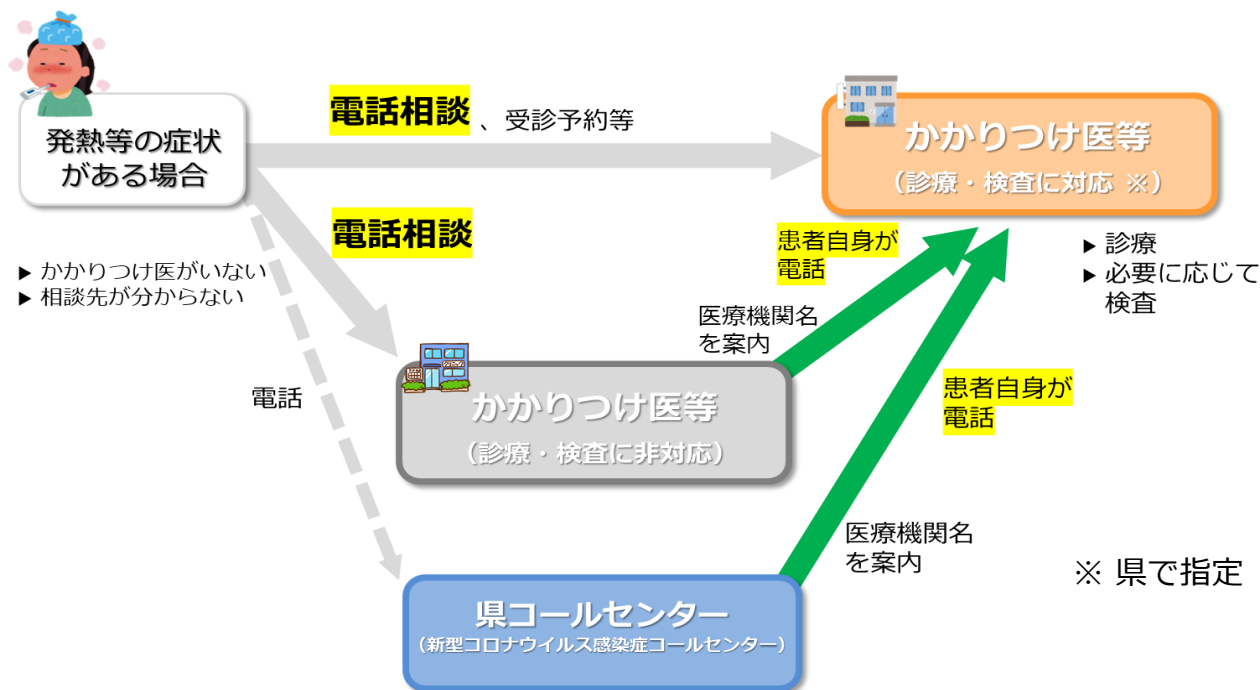 発熱等の症状
がある場合
電話相談 、受診予約等
かかりつけ医等
(診療・検査に対応 ※)
電話相談
▶ かかりつけ医がいない
▶ 相談先が分からない
患者自身が
電話
▶ 診療
▶ 必要に応じて
検査
医療機関名
を案内
電話
かかりつけ医等
(診療・検査に非対応)
患者自身が
電話
医療機関名
を案内
※ 県で指定
県コールセンター
(新型コロナウイルス感染症コールセンター)